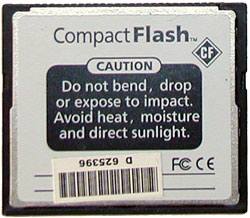 CompactFlash™
CF
CAUTION
Do not bend, drop
or expose to impact.
Avoid heat, moisture
and direct sunlight.
D 625396
FC CE